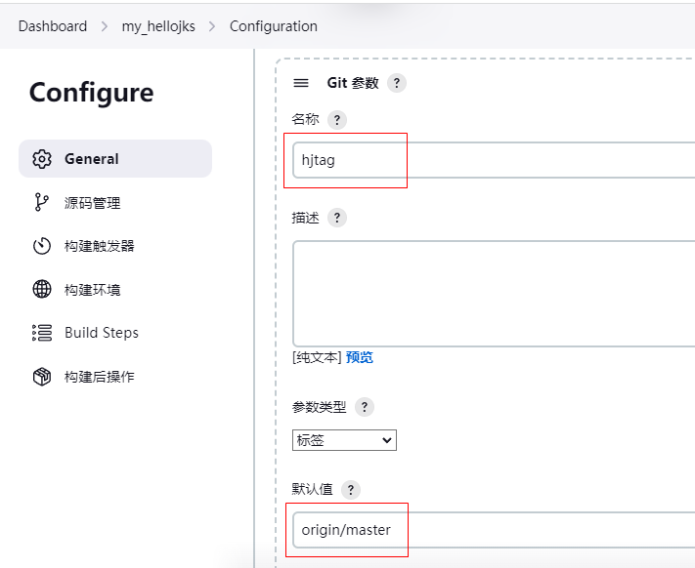 Dashboard > my_hellojks > Configuration
Configure
General
源码管理
构建触发器
构建环境
Build Steps
构建后操作
Git 参数 ?
名称 ?
hjtag
描述 ?
[纯文本] 预览
参数类型 ?
标签
默认值 ?
origin/master